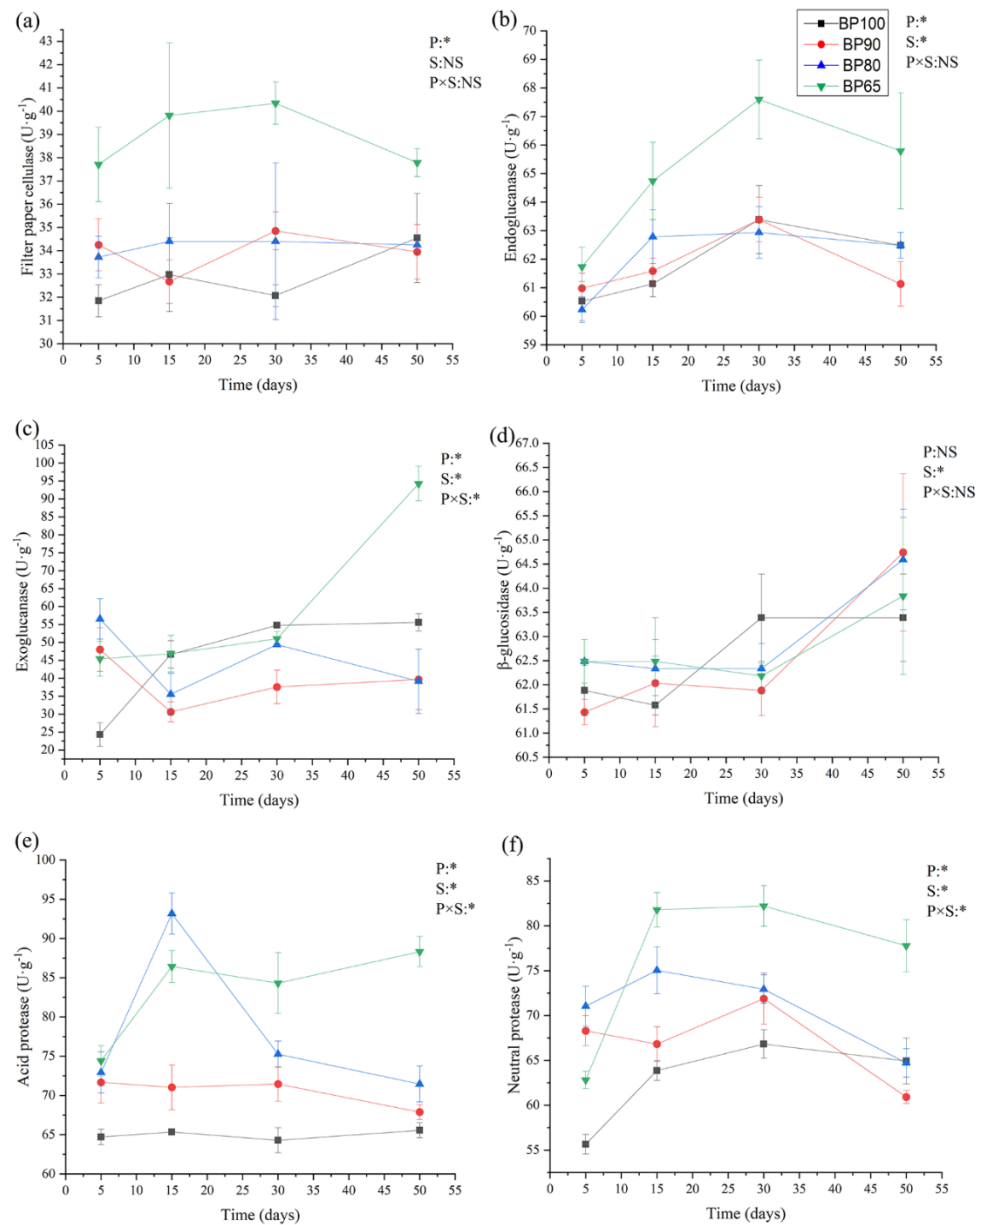 (a)
P:*
S:NS
P×S:NS
Filter paper cellulase (U·g⁻¹)
43
42
41
40
39
38
37
36
35
34
33
32
31
30
0 5 10 15 20 25 30 35 40 45 50 55
Time (days)
(b)
BP100
BP90
BP80
BP65
P:*
S:*
P×S:NS
Endoglucanase (U·g⁻¹)
70
69
68
67
66
65
64
63
62
61
60
59
0 5 10 15 20 25 30 35 40 45 50 55
Time (days)
(c)
P:*
S:*
P×S:*
Exoglucanase (U·g⁻¹)
105
100
95
90
85
80
75
70
65
60
55
50
45
40
35
30
25
20
0 5 10 15 20 25 30 35 40 45 50 55
Time (days)
(d)
P:NS
S:*
P×S:NS
β-glucosidase (U·g⁻¹)
67.0
66.5
66.0
65.5
65.0
64.5
64.0
63.5
63.0
62.5
62.0
61.5
61.0
60.5
0 5 10 15 20 25 30 35 40 45 50 55
Time (days)
(e)
P:*
S:*
P×S:*
Acid protease (U·g⁻¹)
100
95
90
85
80
75
70
65
60
0 5 10 15 20 25 30 35 40 45 50 55
Time (days)
(f)
P:*
S:*
P×S:*
Neutral protease (U·g⁻¹)
85
80
75
70
65
60
55
0 5 10 15 20 25 30 35 40 45 50 55
Time (days)